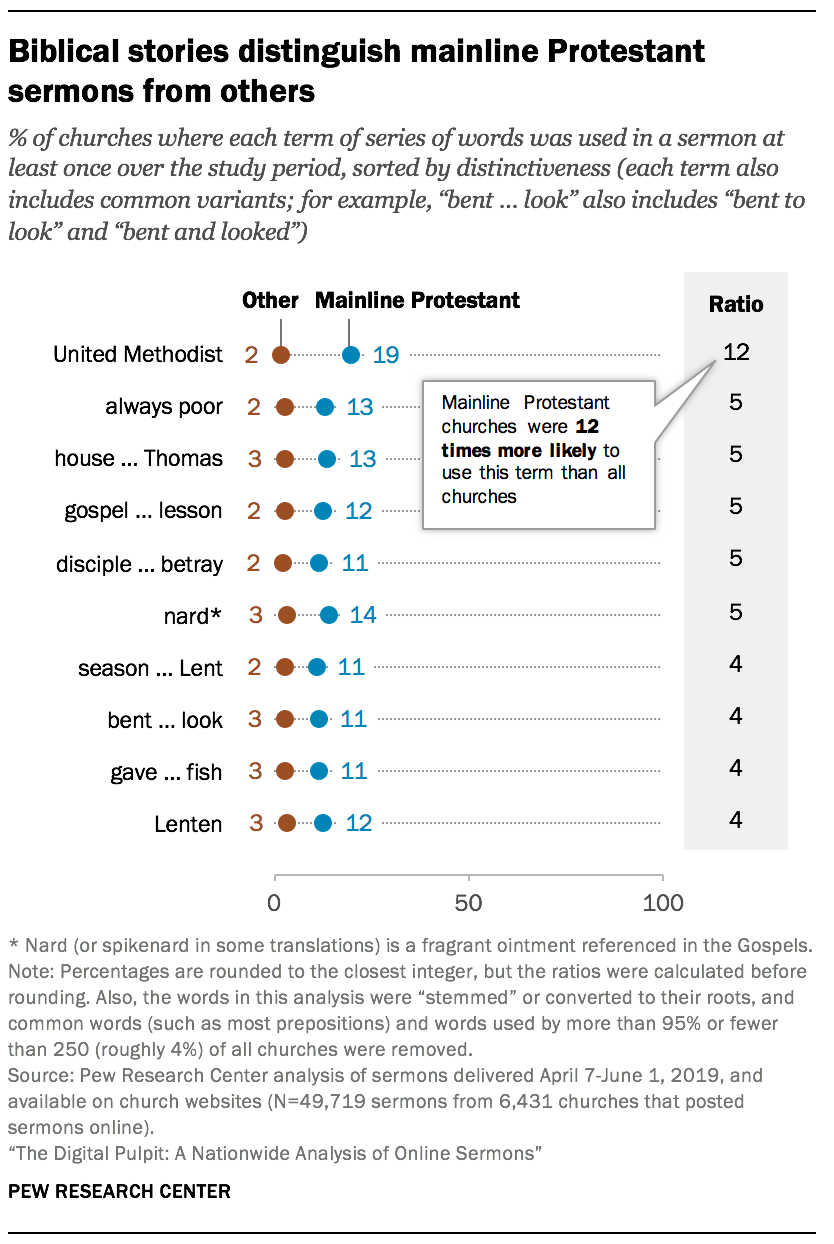 Biblical stories distinguish mainline Protestant
sermons from others
% of churches where each term of series of words was used in a sermon at
least once over the study period, sorted by distinctiveness (each term also
includes common variants; for example, “bent ... look” also includes “bent to
look” and “bent and looked”)
Other Mainline Protestant Ratio
United Methodist 2 19 12
always poor 2 13 5
house ... Thomas 3 13 5
gospel ... lesson 2 12 5
disciple ... betray 2 11 5
nard* 3 14 5
season ... Lent 2 11 4
bent ... look 3 11 4
gave ... fish 3 11 4
Lenten 3 12 4
Mainline Protestant
churches were 12
times more likely to
use this term than all
churches
0 50 100
* Nard (or spikenard in some translations) is a fragrant ointment referenced in the Gospels.
Note: Percentages are rounded to the closest integer, but the ratios were calculated before
rounding. Also, the words in this analysis were “stemmed” or converted to their roots, and
common words (such as most prepositions) and words used by more than 95% or fewer
than 250 (roughly 4%) of all churches were removed.
Source: Pew Research Center analysis of sermons delivered April 7-June 1, 2019, and
available on church websites (N=49,719 sermons from 6,431 churches that posted
sermons online).
“The Digital Pulpit: A Nationwide Analysis of Online Sermons”
PEW RESEARCH CENTER